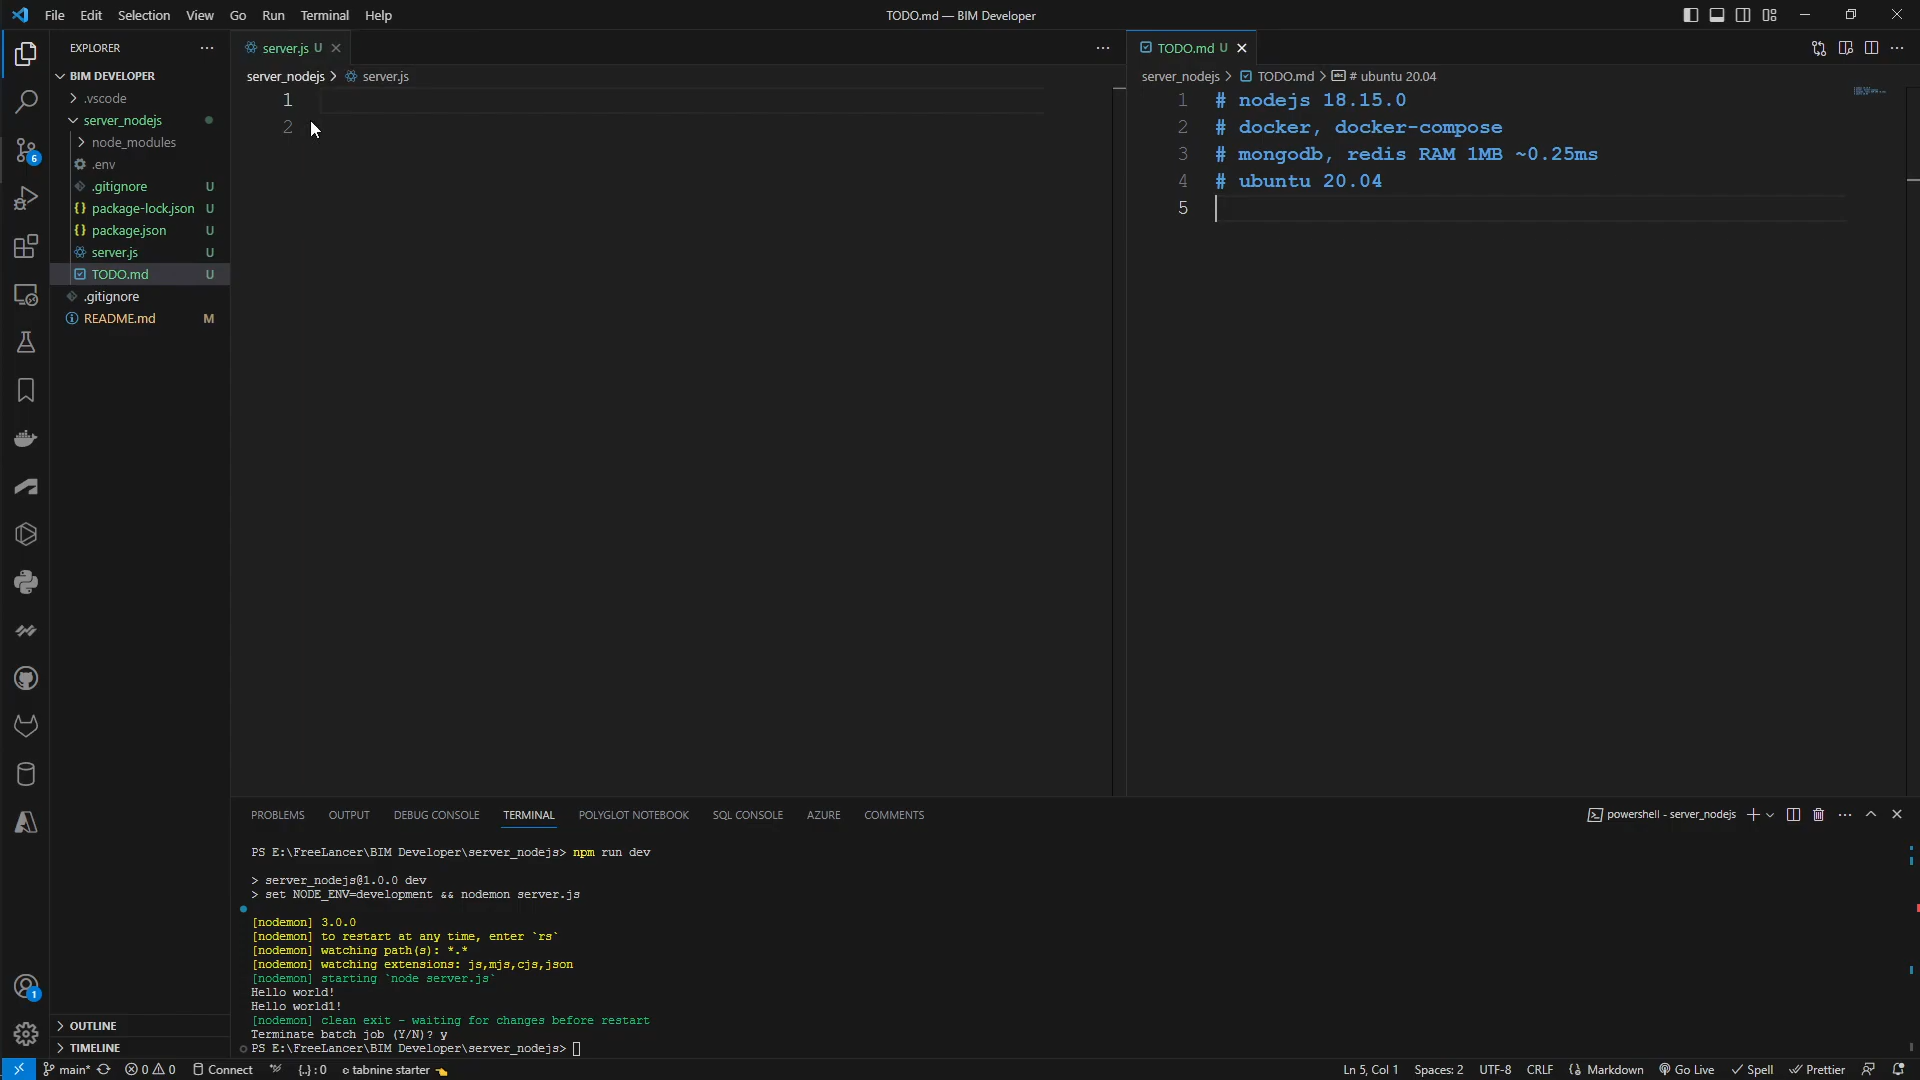 File Edit Selection View Go Run Terminal Help
TODO.md — BIM Developer
EXPLORER
BIM DEVELOPER
.vscode
server_nodejs
node_modules
.env
.gitignore U
package-lock.json U
package.json U
server.js U
TODO.md U
.gitignore
README.md M
OUTLINE
TIMELINE
6
1
server.js U
server_nodejs > server.js
1
2
TODO.md U
server_nodejs > TODO.md > # ubuntu 20.04
1 # nodejs 18.15.0
2 # docker, docker-compose
3 # mongodb, redis RAM 1MB ~0.25ms
4 # ubuntu 20.04
5
PROBLEMS OUTPUT DEBUG CONSOLE TERMINAL POLYGLOT NOTEBOOK SQL CONSOLE AZURE COMMENTS
powershell - server_nodejs
PS E:\FreeLancer\BIM Developer\server_nodejs> npm run dev
> server_nodejs@1.0.0 dev
> set NODE_ENV=development && nodemon server.js
[nodemon] 3.0.0
[nodemon] to restart at any time, enter `rs`
[nodemon] watching path(s): *.*
[nodemon] watching extensions: js,mjs,cjs,json
[nodemon] starting `node server.js`
Hello world!
Hello world1!
[nodemon] clean exit - waiting for changes before restart
Terminate batch job (Y/N)? y
PS E:\FreeLancer\BIM Developer\server_nodejs>
main* 0 0 Connect {..} : 0 tabnine starter
Ln 5, Col 1 Spaces: 2 UTF-8 CRLF Markdown Go Live Spell Prettier